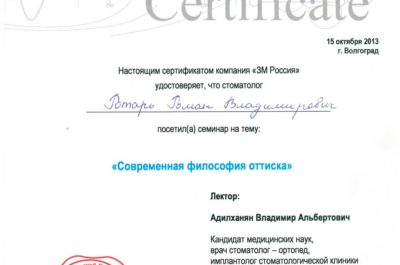 Certificate
15 октября 2013
г. Волгоград
Настоящим сертификатом компания «3М Россия»
удостоверяет, что стоматолог
Ротарь Роман Владимирович
посетил(а) семинар на тему:
«Современная философия оттиска»
Лектор:
Адилханян Владимир Альбертович
Кандидат медицинских наук,
врач стоматолог – ортопед,
имплантолог стоматологической клиники